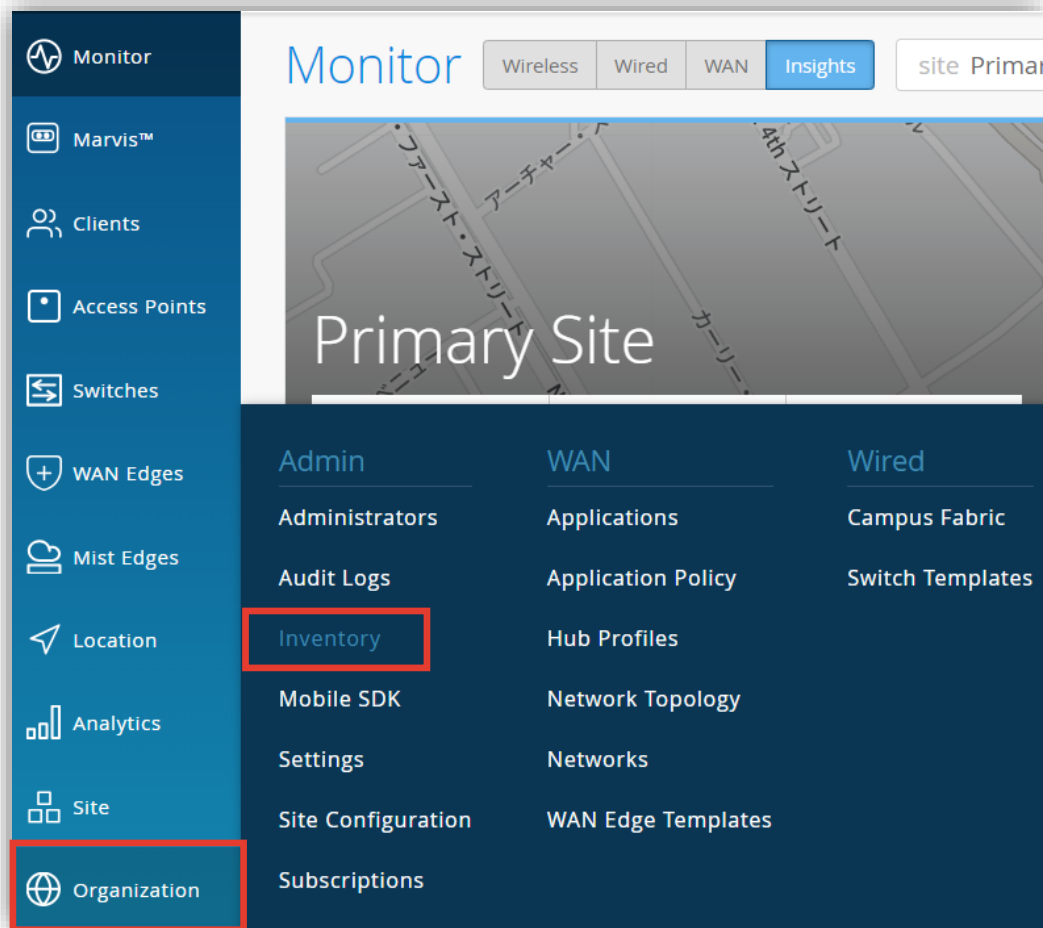 Monitor
Marvis™
Clients
Access Points
Switches
WAN Edges
Mist Edges
Location
Analytics
Site
Organization
Monitor
Wireless
Wired
WAN
Insights
site Primar
・ファースト・ストリート
アーチャー・
4th ストリート
カーリー・
Primary Site
Admin
Administrators
Audit Logs
Inventory
Mobile SDK
Settings
Site Configuration
Subscriptions
WAN
Applications
Application Policy
Hub Profiles
Network Topology
Networks
WAN Edge Templates
Wired
Campus Fabric
Switch Templates